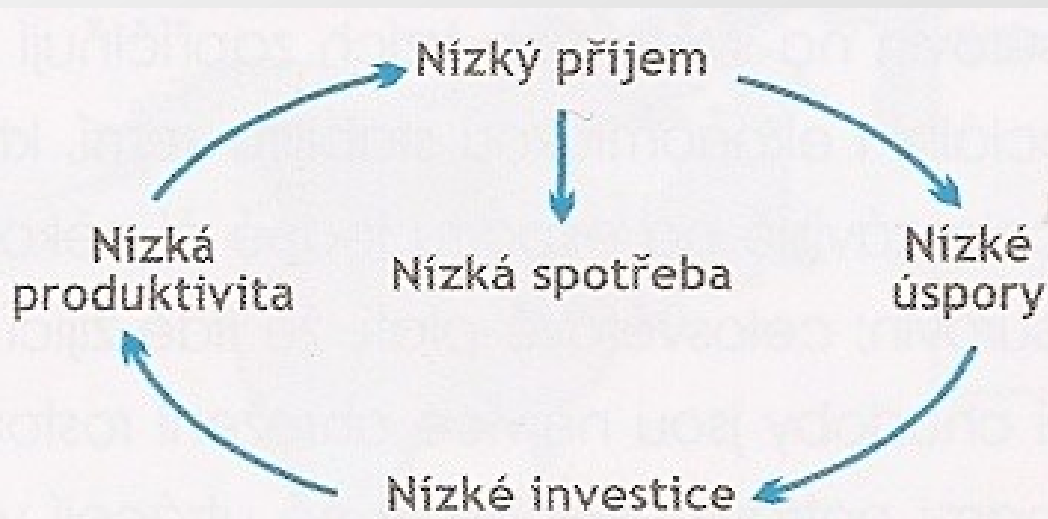 Nízký příjem
Nízká
produktivita
Nízká spotřeba
Nízké
úspory
Nízké investice